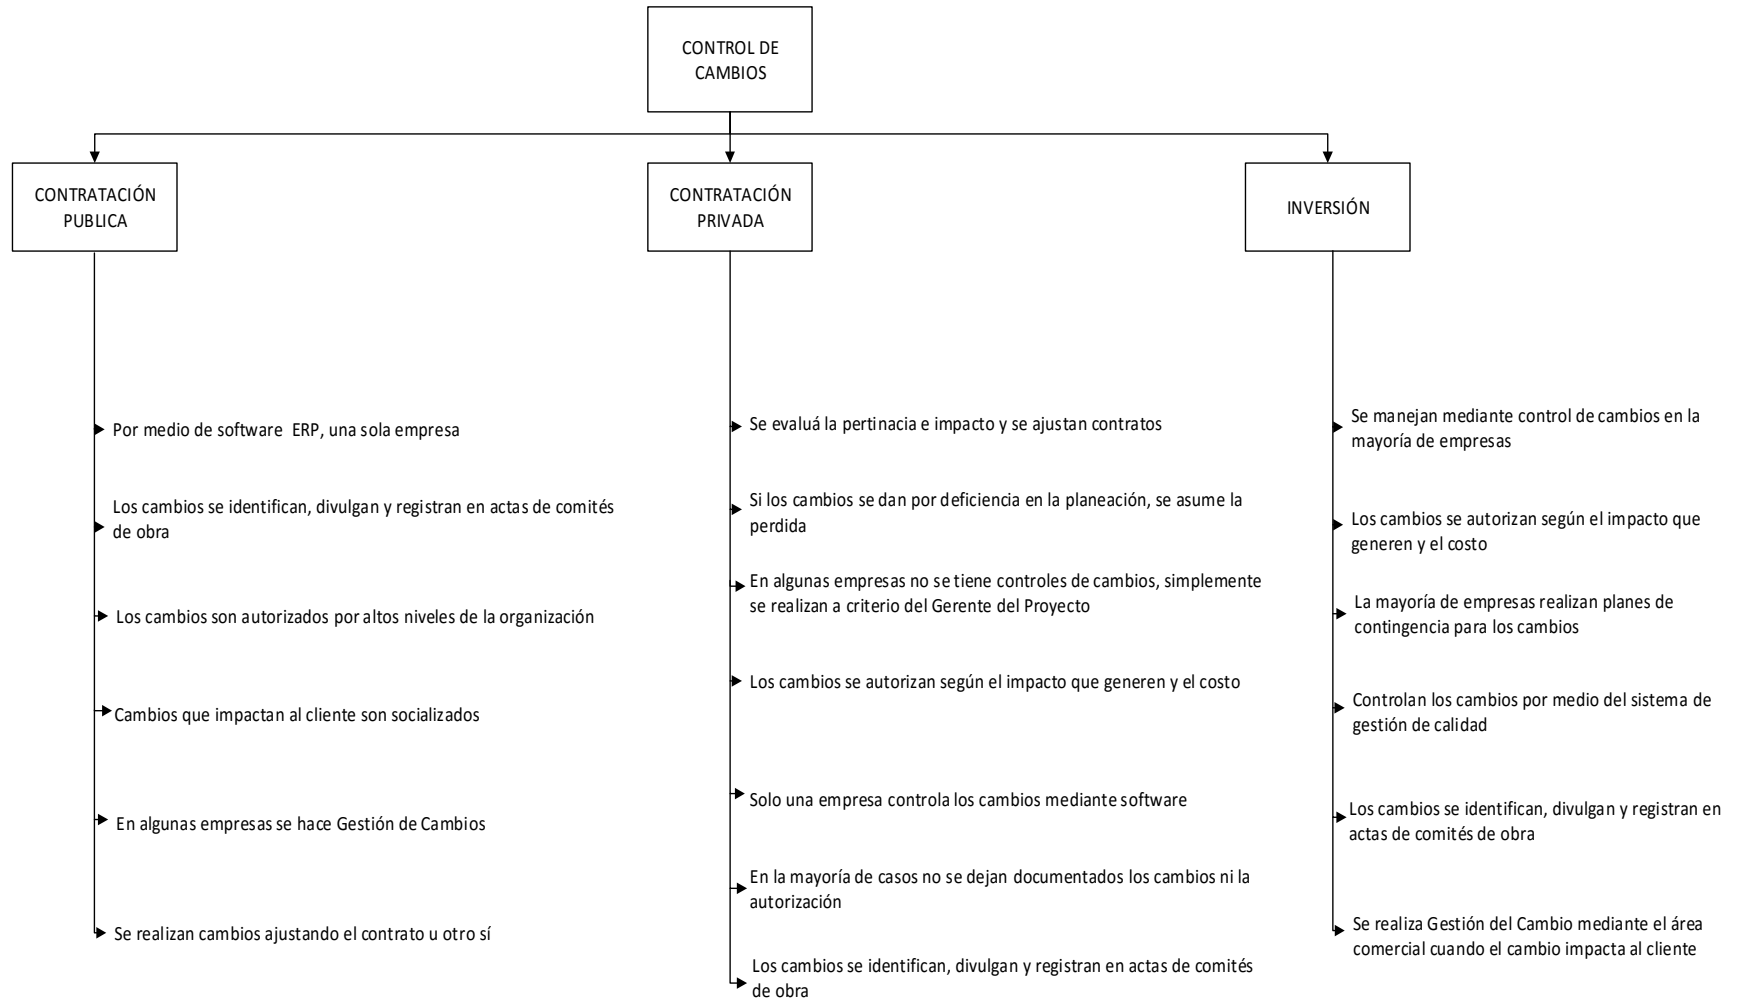 CONTROL DE
CAMBIOS
CONTRATACIÓN
PUBLICA
CONTRATACIÓN
PRIVADA
INVERSIÓN
Por medio de software ERP, una sola empresa
Los cambios se identifican, divulgan y registran en actas de comités
de obra
Los cambios son autorizados por altos niveles de la organización
Cambios que impactan al cliente son socializados
En algunas empresas se hace Gestión de Cambios
Se realizan cambios ajustando el contrato u otro sí
Se evaluá la pertinacia e impacto y se ajustan contratos
Si los cambios se dan por deficiencia en la planeación, se asume la
perdida
En algunas empresas no se tiene controles de cambios, simplemente
se realizan a criterio del Gerente del Proyecto
Los cambios se autorizan según el impacto que generen y el costo
Solo una empresa controla los cambios mediante software
En la mayoría de casos no se dejan documentados los cambios ni la
autorización
Los cambios se identifican, divulgan y registran en actas de comités
de obra
Se manejan mediante control de cambios en la
mayoría de empresas
Los cambios se autorizan según el impacto que
generen y el costo
La mayoría de empresas realizan planes de
contingencia para los cambios
Controlan los cambios por medio del sistema de
gestión de calidad
Los cambios se identifican, divulgan y registran en
actas de comités de obra
Se realiza Gestión del Cambio mediante el área
comercial cuando el cambio impacta al cliente